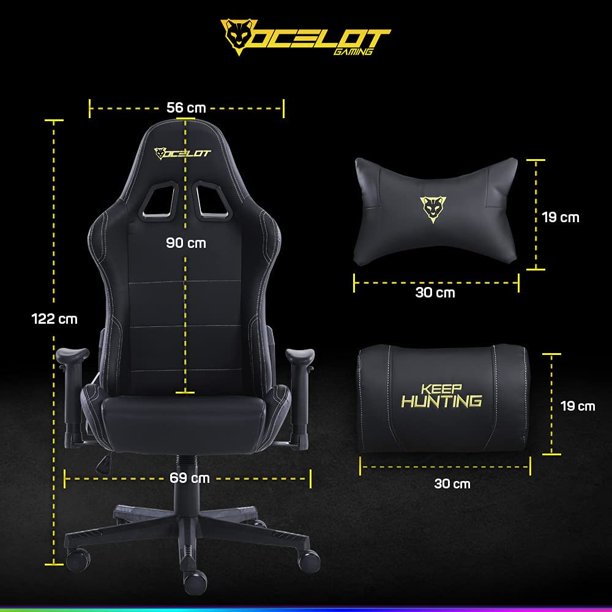 OCELOT
GAMING
56 cm
OCELOT
90 cm
122 cm
69 cm
19 cm
30 cm
KEEP
HUNTING
19 cm
30 cm